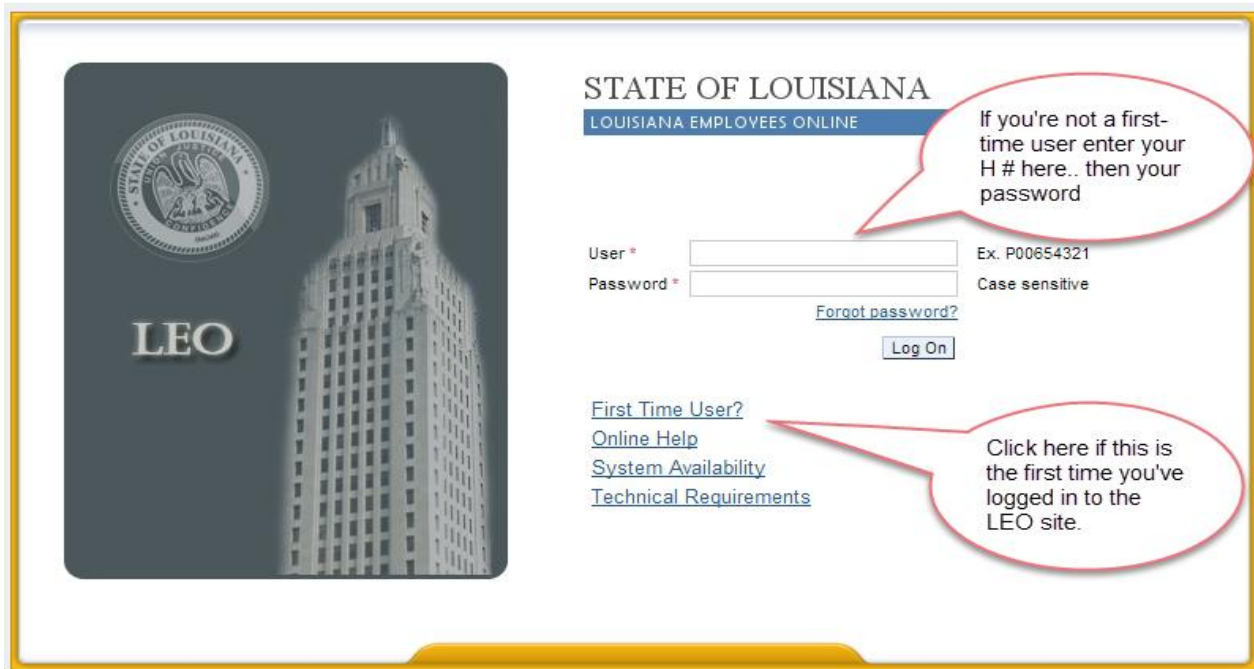 STATE OF LOUISIANA
UNION JUSTICE
CONFIDENCE
LEO
STATE OF LOUISIANA
LOUISIANA EMPLOYEES ONLINE
If you're not a first-
time user enter your
H # here.. then your
password
User *
Ex. P00654321
Password *
Case sensitive
Forgot password?
Log On
First Time User?
Online Help
System Availability
Technical Requirements
Click here if this is
the first time you've
logged in to the
LEO site.